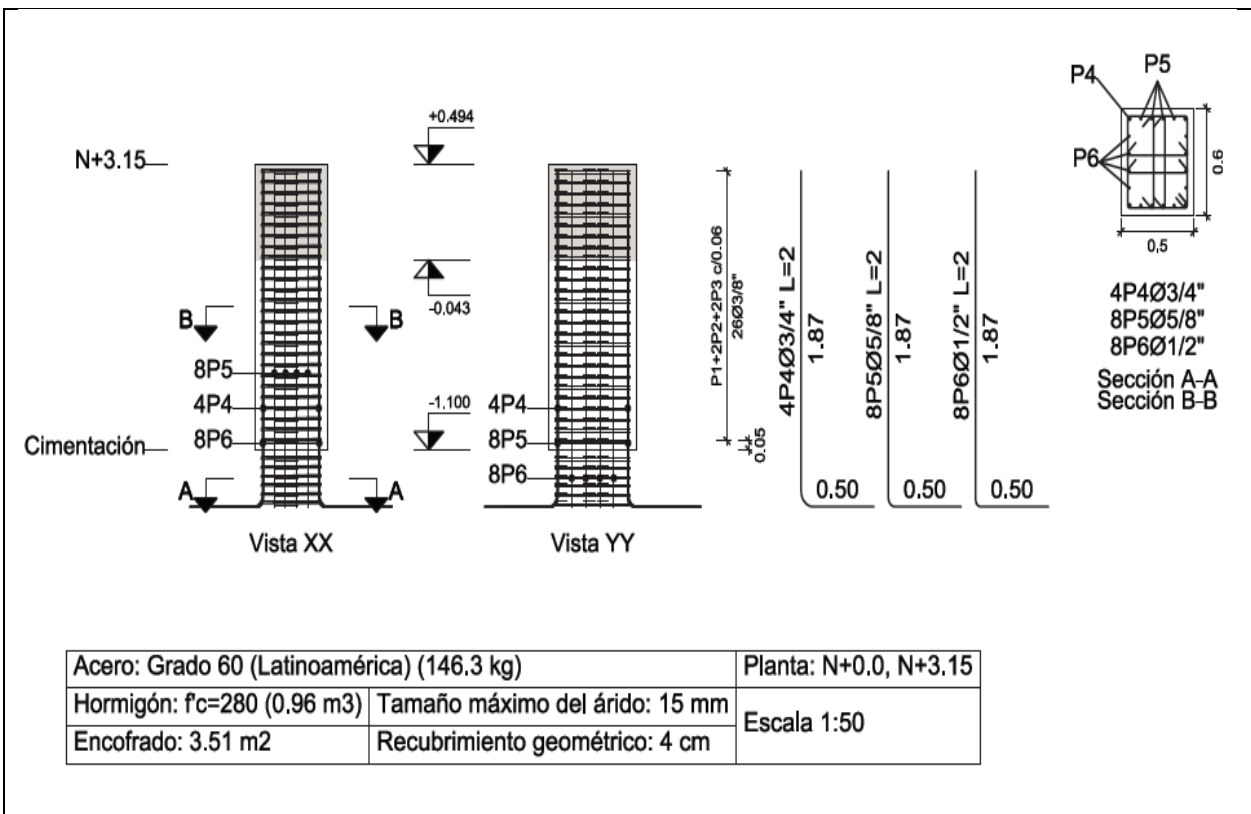 N+3.15
+0.494
-0.043
B
B
8P5
4P4
8P6
-1.100
Cimentación
A
A
Vista XX
4P4
8P5
8P6
Vista YY
P1+2P2+2P3 c/0.06
26Ø3/8"
0.05
4P4Ø3/4" L=2
1.87
0.50
8P5Ø5/8" L=2
1.87
0.50
8P6Ø1/2" L=2
1.87
0.50
P4
P5
P6
0.6
0,5
4P4Ø3/4"
8P5Ø5/8"
8P6Ø1/2"
Sección A-A
Sección B-B
Acero: Grado 60 (Latinoamérica) (146.3 kg)
Planta: N+0.0, N+3.15
Hormigón: f'c=280 (0.96 m3)
Tamaño máximo del árido: 15 mm
Escala 1:50
Encofrado: 3.51 m2
Recubrimiento geométrico: 4 cm